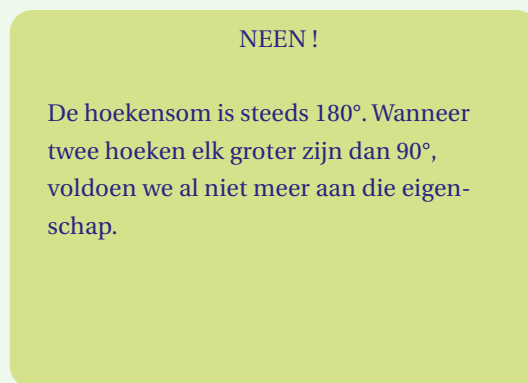 NEEN !
De hoekensom is steeds 180°. Wanneer
twee hoeken elk groter zijn dan 90°,
voldoen we al niet meer aan die eigen-
schap.